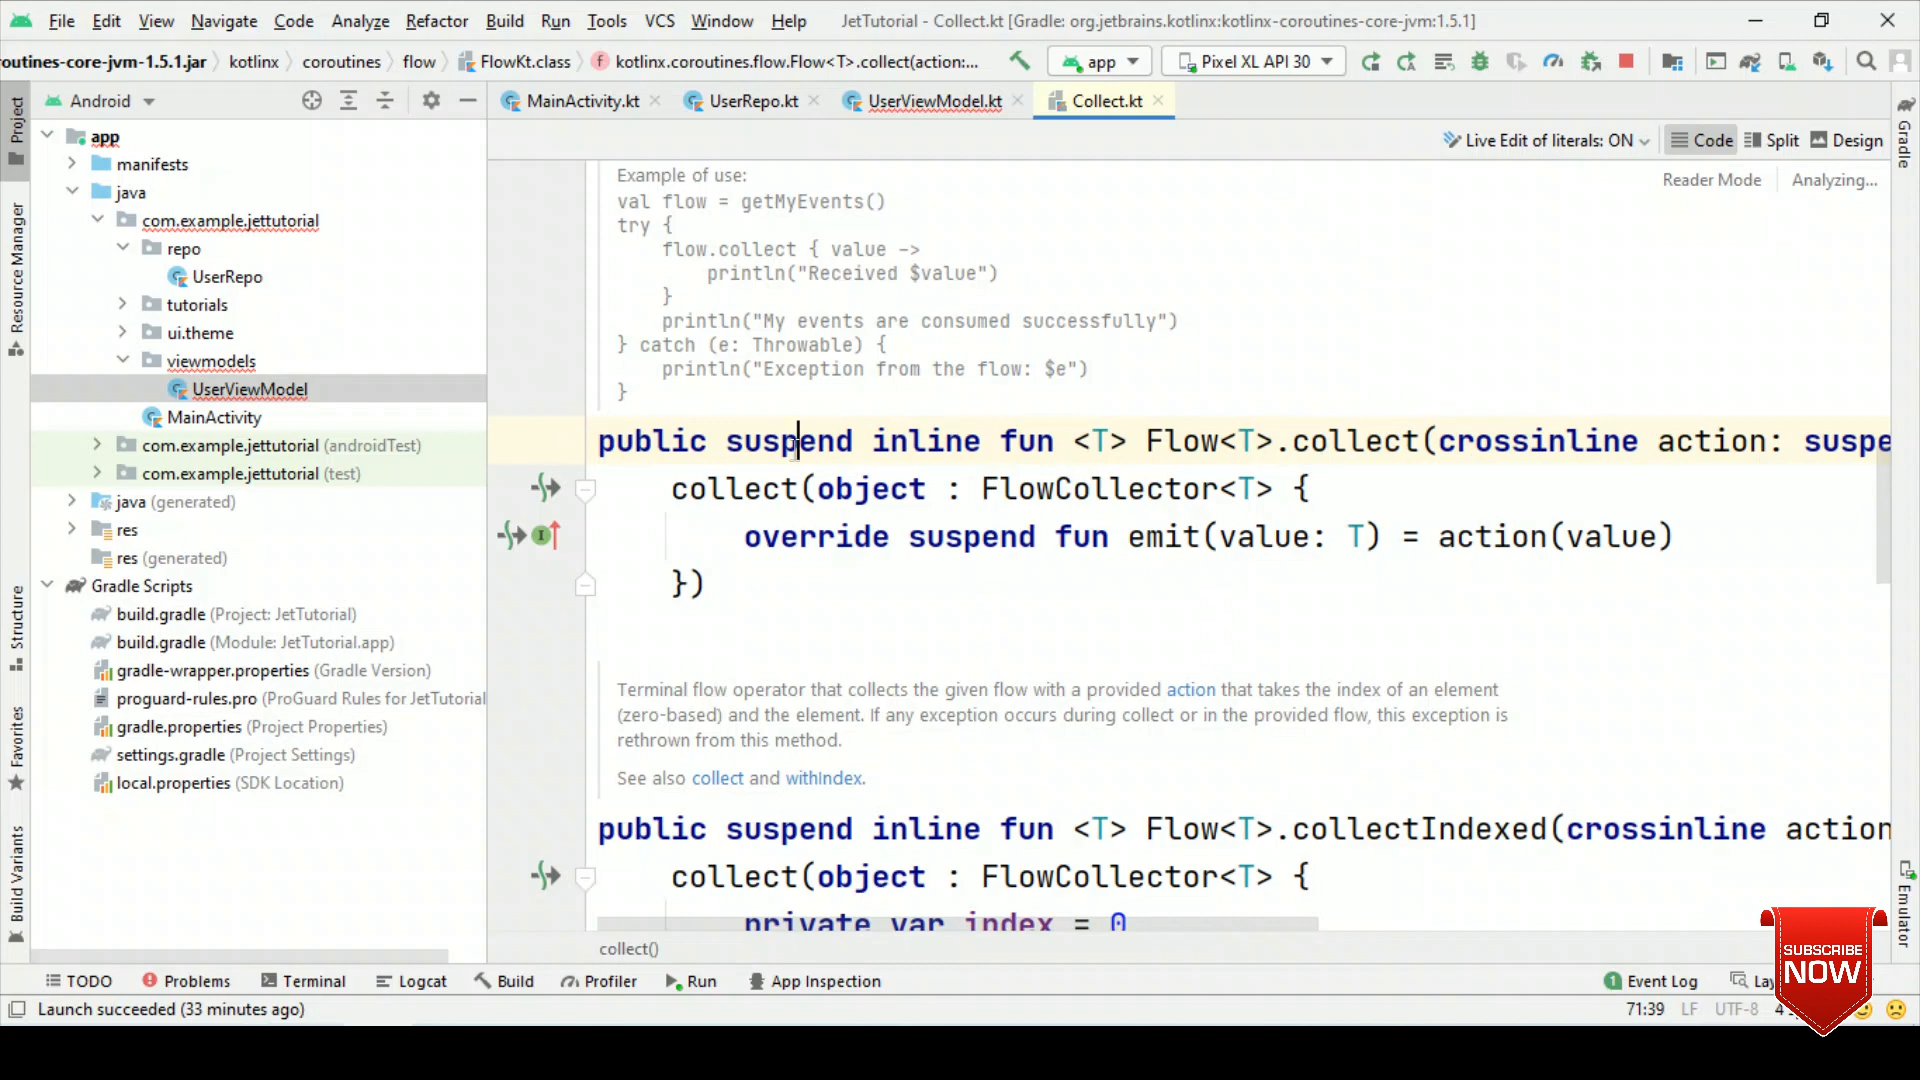 File Edit View Navigate Code Analyze Refactor Build Run Tools VCS Window Help JetTutorial - Collect.kt [Gradle: org.jetbrains.kotlinx:kotlinx-coroutines-core-jvm:1.5.1]
outines-core-jvm-1.5.1.jar kotlinx coroutines flow FlowKt.class kotlinx.coroutines.flow.Flow<T>.collect(action:... app Pixel XL API 30
Android MainActivity.kt UserRepo.kt UserViewModel.kt Collect.kt
Live Edit of literals: ON Code Split Design
Reader Mode Analyzing...
Project
Resource Manager
Structure
Favorites
Build Variants
app
manifests
java
com.example.jettutorial
repo
UserRepo
tutorials
ui.theme
viewmodels
UserViewModel
MainActivity
com.example.jettutorial (androidTest)
com.example.jettutorial (test)
java (generated)
res
res (generated)
Gradle Scripts
build.gradle (Project: JetTutorial)
build.gradle (Module: JetTutorial.app)
gradle-wrapper.properties (Gradle Version)
proguard-rules.pro (ProGuard Rules for JetTutorial
gradle.properties (Project Properties)
settings.gradle (Project Settings)
local.properties (SDK Location)
Example of use:
val flow = getMyEvents()
try {
flow.collect { value ->
println("Received $value")
}
println("My events are consumed successfully")
} catch (e: Throwable) {
println("Exception from the flow: $e")
}
public suspend inline fun <T> Flow<T>.collect(crossinline action: suspe
collect(object : FlowCollector<T> {
override suspend fun emit(value: T) = action(value)
})
Terminal flow operator that collects the given flow with a provided action that takes the index of an element
(zero-based) and the element. If any exception occurs during collect or in the provided flow, this exception is
rethrown from this method.
See also collect and withIndex.
public suspend inline fun <T> Flow<T>.collectIndexed(crossinline action
collect(object : FlowCollector<T> {
private var index = 0
collect()
Gradle
Emulator
SUBSCRIBE
NOW
TODO Problems Terminal Logcat Build Profiler Run App Inspection 1 Event Log Lay
Launch succeeded (33 minutes ago) 71:39 LF UTF-8 4